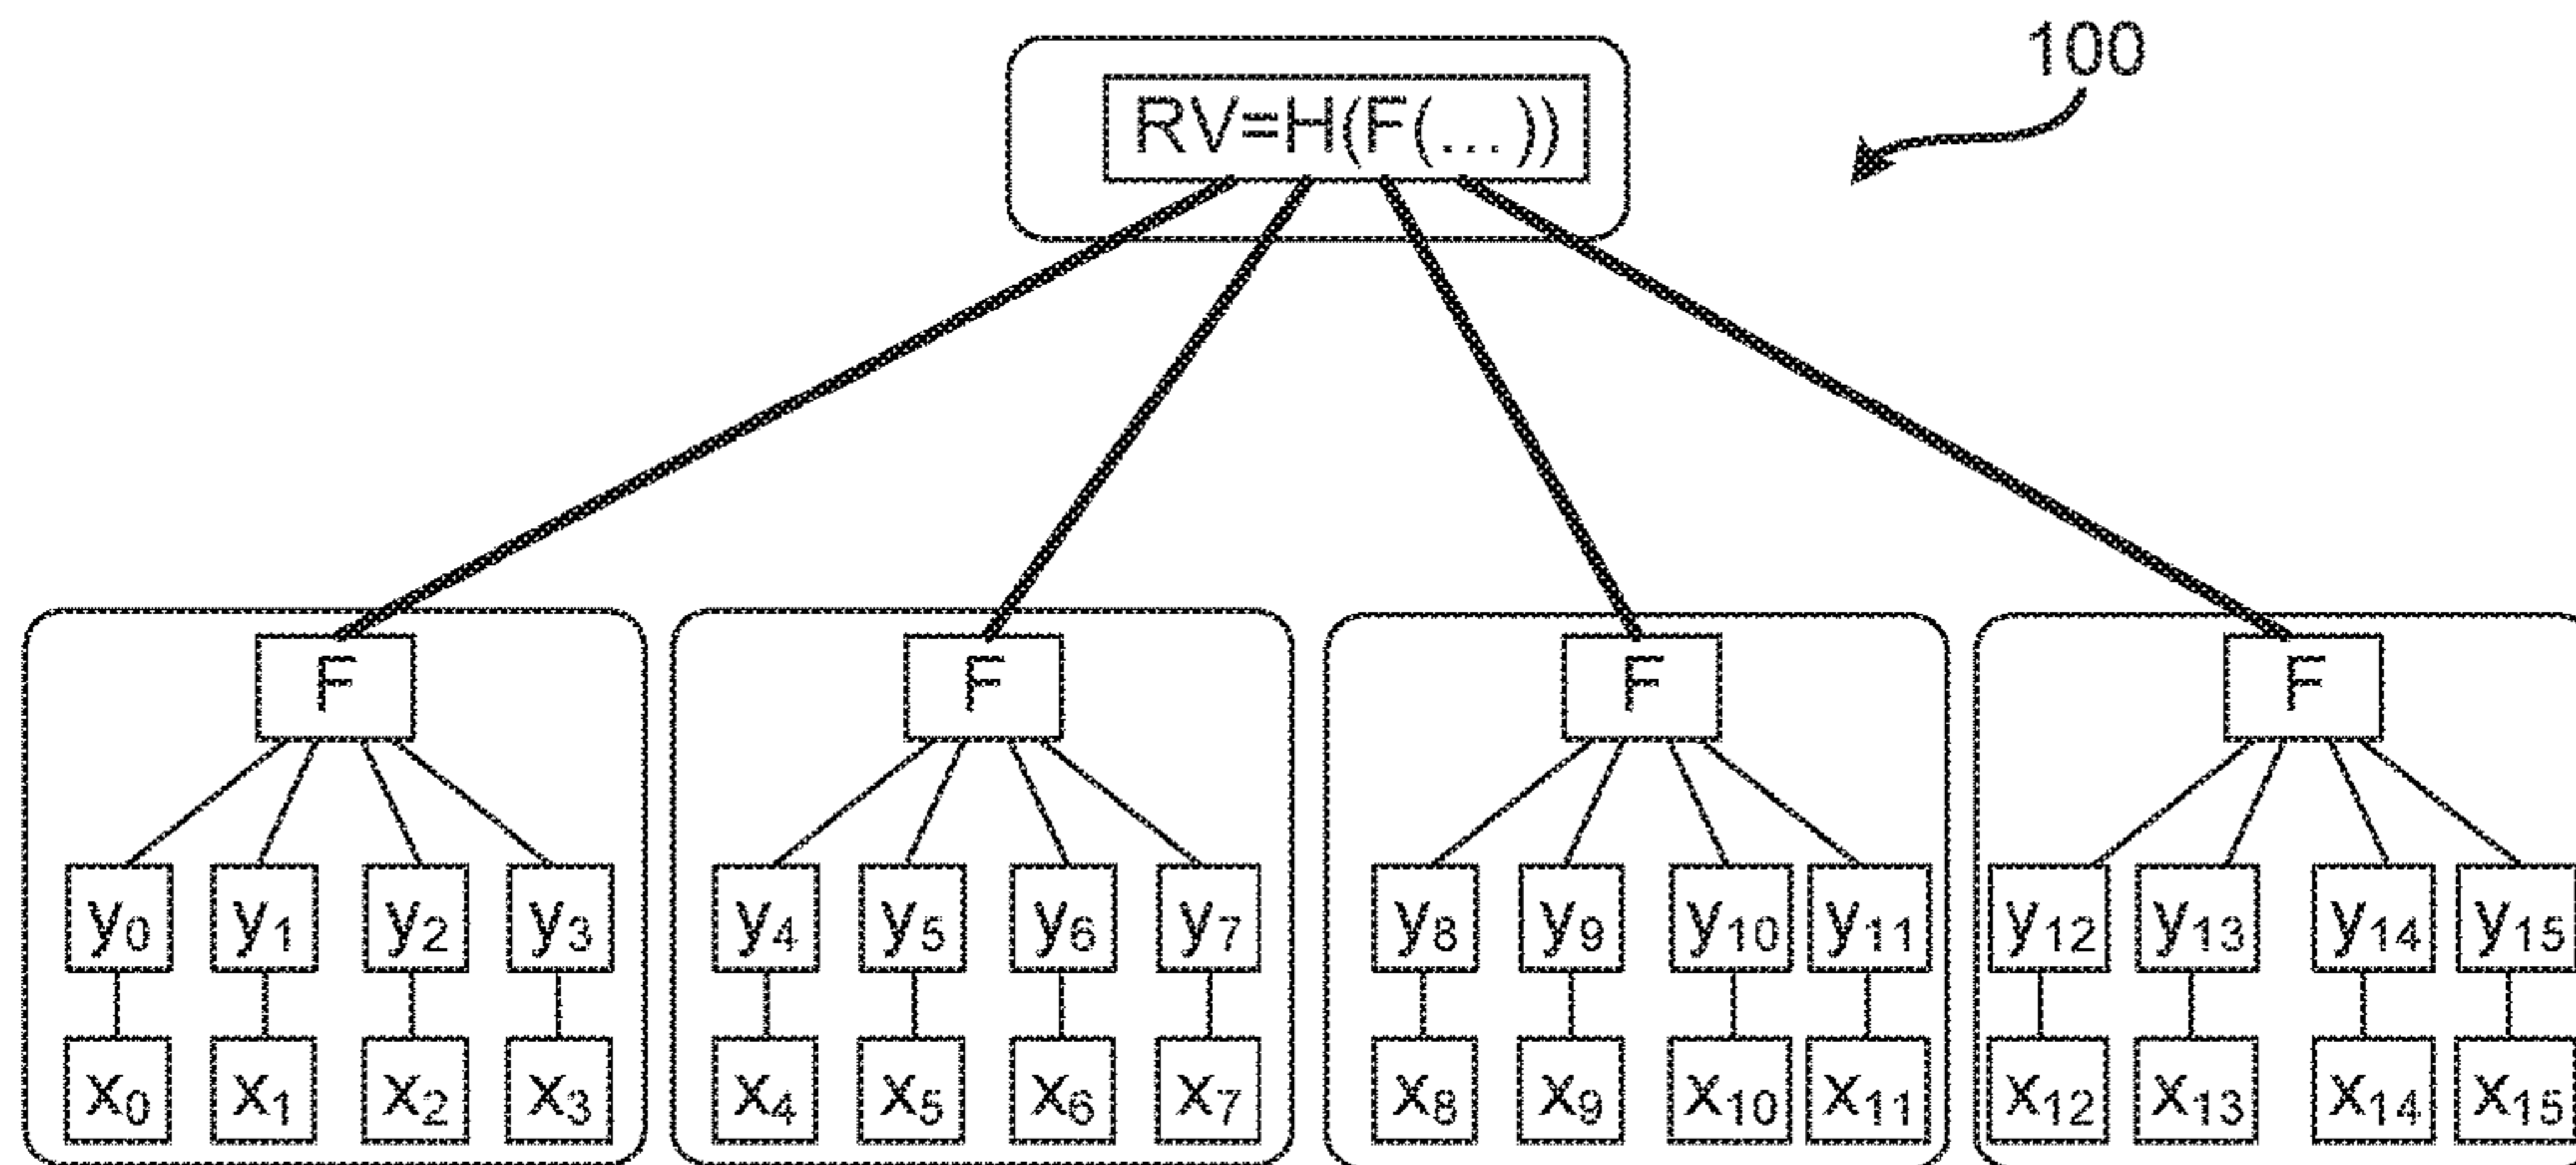 100
RV=H(F(...))
F F F F
y₀ y₁ y₂ y₃ y₄ y₅ y₆ y₇ y₈ y₉ y₁₀ y₁₁ y₁₂ y₁₃ y₁₄ y₁₅
x₀ x₁ x₂ x₃ x₄ x₅ x₆ x₇ x₈ x₉ x₁₀ x₁₁ x₁₂ x₁₃ x₁₄ x₁₅